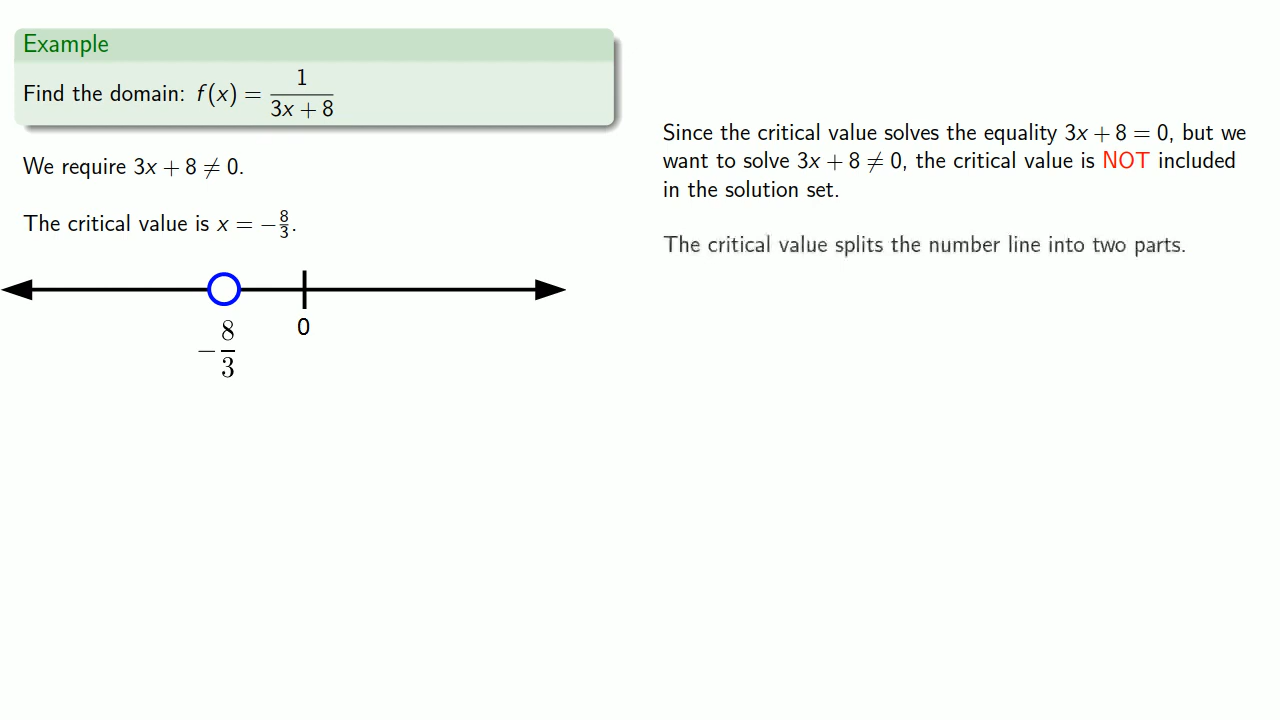 Example
Find the domain: f(x) = 1/(3x + 8)
We require 3x + 8 ≠ 0.
The critical value is x = −8/3.
0
−8/3
Since the critical value solves the equality 3x + 8 = 0, but we
want to solve 3x + 8 ≠ 0, the critical value is NOT included
in the solution set.
The critical value splits the number line into two parts.